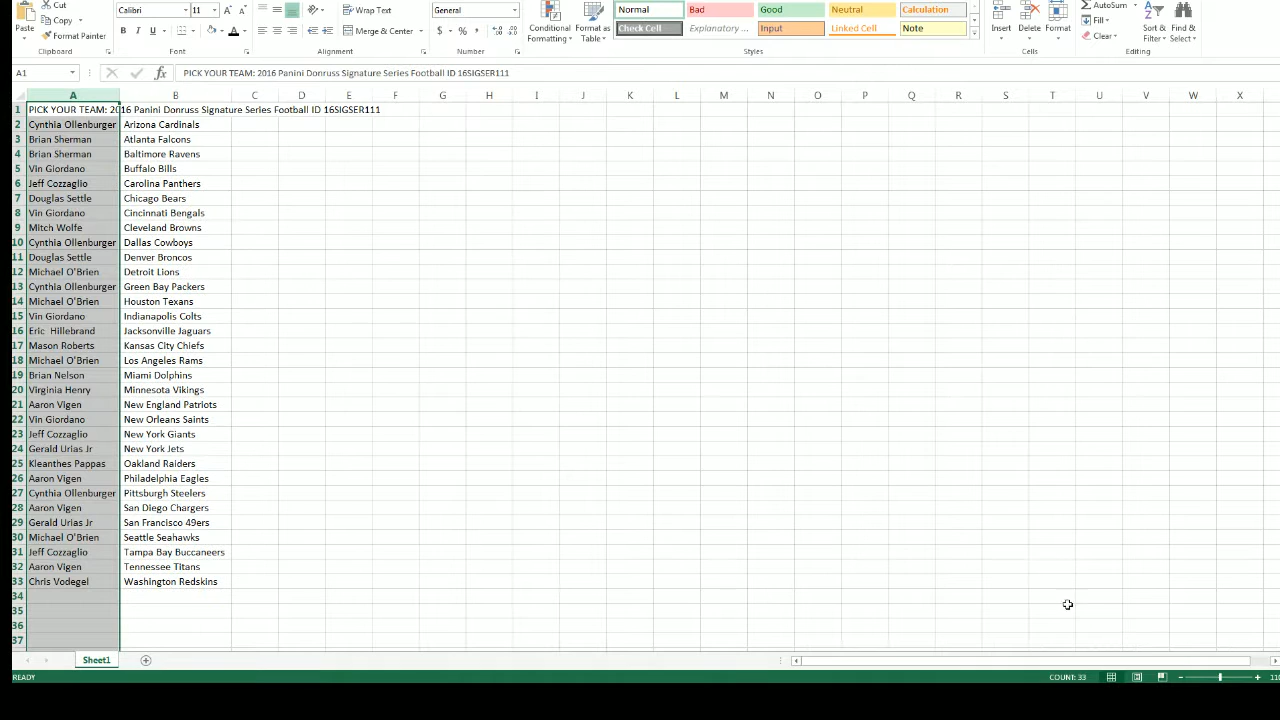 Cut
Calibri 11 A A Wrap Text General Normal Bad Good Neutral Calculation AutoSum
Copy
Paste Format Painter B I U A Merge & Center $ % , Conditional Formatting Format as Table Check Cell Explanatory ... Input Linked Cell Note Insert Delete Format Fill Clear Sort & Filter Find & Select
Clipboard Font Alignment Number Styles Cells Editing
A1 fx PICK YOUR TEAM: 2016 Panini Donruss Signature Series Football ID 16SIGSER111
A B C D E F G H I J K L M N O P Q R S T U V W X
1 PICK YOUR TEAM: 2016 Panini Donruss Signature Series Football ID 16SIGSER111
2 Cynthia Ollenburger Arizona Cardinals
3 Brian Sherman Atlanta Falcons
4 Brian Sherman Baltimore Ravens
5 Vin Giordano Buffalo Bills
6 Jeff Cozzaglio Carolina Panthers
7 Douglas Settle Chicago Bears
8 Vin Giordano Cincinnati Bengals
9 Mitch Wolfe Cleveland Browns
10 Cynthia Ollenburger Dallas Cowboys
11 Douglas Settle Denver Broncos
12 Michael O'Brien Detroit Lions
13 Cynthia Ollenburger Green Bay Packers
14 Michael O'Brien Houston Texans
15 Vin Giordano Indianapolis Colts
16 Eric  Hillebrand Jacksonville Jaguars
17 Mason Roberts Kansas City Chiefs
18 Michael O'Brien Los Angeles Rams
19 Brian Nelson Miami Dolphins
20 Virginia Henry Minnesota Vikings
21 Aaron Vigen New England Patriots
22 Vin Giordano New Orleans Saints
23 Jeff Cozzaglio New York Giants
24 Gerald Urias Jr New York Jets
25 Kleanthes Pappas Oakland Raiders
26 Aaron Vigen Philadelphia Eagles
27 Cynthia Ollenburger Pittsburgh Steelers
28 Aaron Vigen San Diego Chargers
29 Gerald Urias Jr San Francisco 49ers
30 Michael O'Brien Seattle Seahawks
31 Jeff Cozzaglio Tampa Bay Buccaneers
32 Aaron Vigen Tennessee Titans
33 Chris Vodegel Washington Redskins
34
35
36
37
Sheet1
READY COUNT: 33